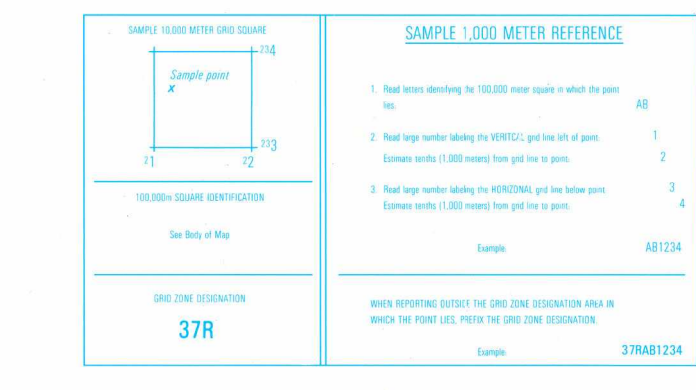 SAMPLE 10,000 METER GRID SQUARE
234
Sample point
x
233
21 22
100,000m SQUARE IDENTIFICATION
See Body of Map
GRID ZONE DESIGNATION
37R
SAMPLE 1,000 METER REFERENCE
1. Read letters identifying the 100,000 meter square in which the point
lies. AB
2. Read large number labeling the VERITCAL grid line left of point. 1
Estimate tenths (1,000 meters) from grid line to point. 2
3. Read large number labeling the HORIZONAL grid line below point 3
Estimate tenths (1,000 meters) from grid line to point. 4
Example: AB1234
WHEN REPORTING OUTSIDE THE GRID ZONE DESIGNATION AREA IN
WHICH THE POINT LIES, PREFIX THE GRID ZONE DESIGNATION.
Example: 37RAB1234